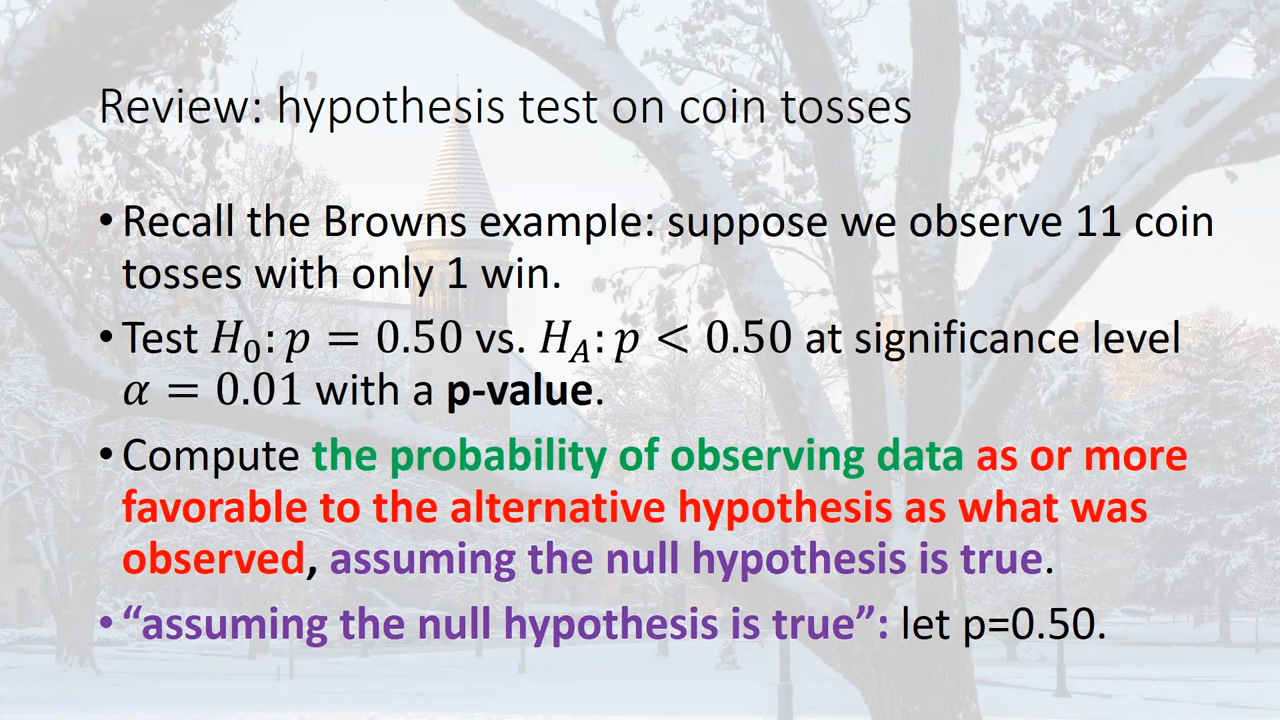 Review: hypothesis test on coin tosses
• Recall the Browns example: suppose we observe 11 coin
tosses with only 1 win.
• Test H₀: p = 0.50 vs. H_A: p < 0.50 at significance level
α = 0.01 with a p-value.
• Compute the probability of observing data as or more
favorable to the alternative hypothesis as what was
observed, assuming the null hypothesis is true.
• “assuming the null hypothesis is true”: let p=0.50.